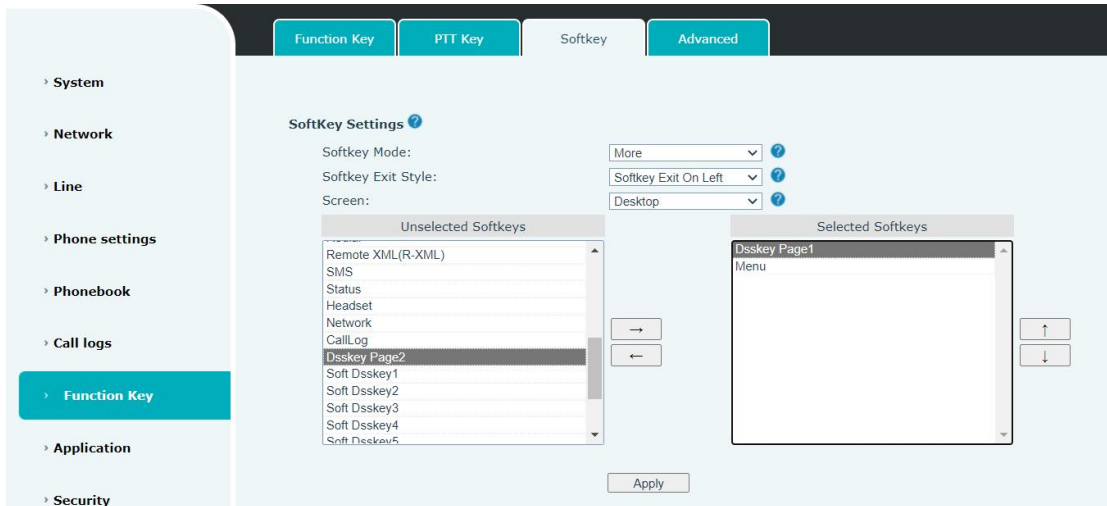 Function Key PTT Key Softkey Advanced
› System
› Network
› Line
› Phone settings
› Phonebook
› Call logs
› Function Key
› Application
› Security
SoftKey Settings ?
Softkey Mode: More ?
Softkey Exit Style: Softkey Exit On Left ?
Screen: Desktop ?
Unselected Softkeys
Remote XML(R-XML)
SMS
Status
Headset
Network
CallLog
Dsskey Page2
Soft Dsskey1
Soft Dsskey2
Soft Dsskey3
Soft Dsskey4
Soft Dsskey5
→
←
Selected Softkeys
Dsskey Page1
Menu
↑
↓
Apply